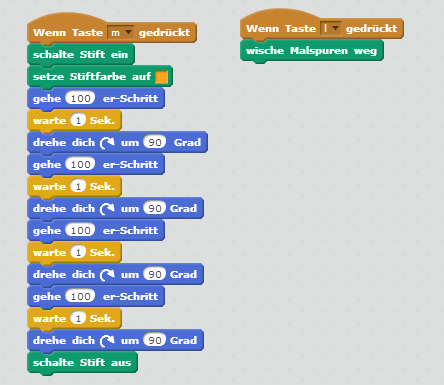 Wenn Taste m gedrückt
schalte Stift ein
setze Stiftfarbe auf
gehe 100 er-Schritt
warte 1 Sek.
drehe dich um 90 Grad
gehe 100 er-Schritt
warte 1 Sek.
drehe dich um 90 Grad
gehe 100 er-Schritt
warte 1 Sek.
drehe dich um 90 Grad
gehe 100 er-Schritt
warte 1 Sek.
drehe dich um 90 Grad
schalte Stift aus
Wenn Taste l gedrückt
wische Malspuren weg